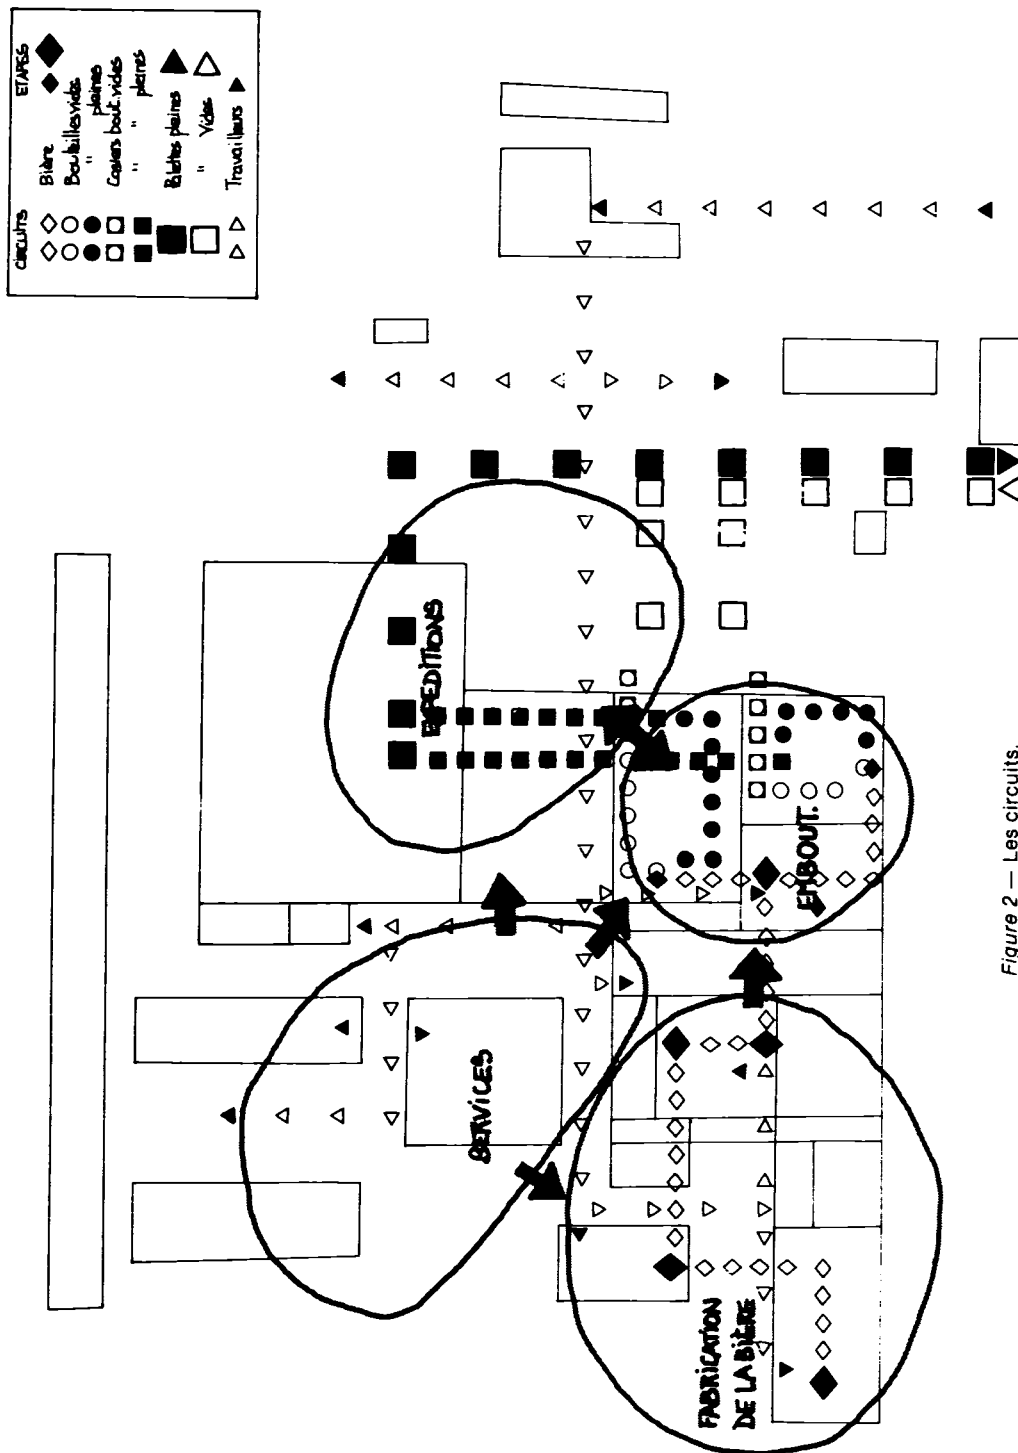 CIRCUITS ETAPES
Bière
Bouteilles vides
" pleines
Casiers bout. vides
" " pleines
Palettes pleines
" Vides
Travailleurs
EXPEDITIONS
SERVICES
EMBOUT.
FABRICATION
DE LA BIÈRE
Figure 2 — Les circuits.